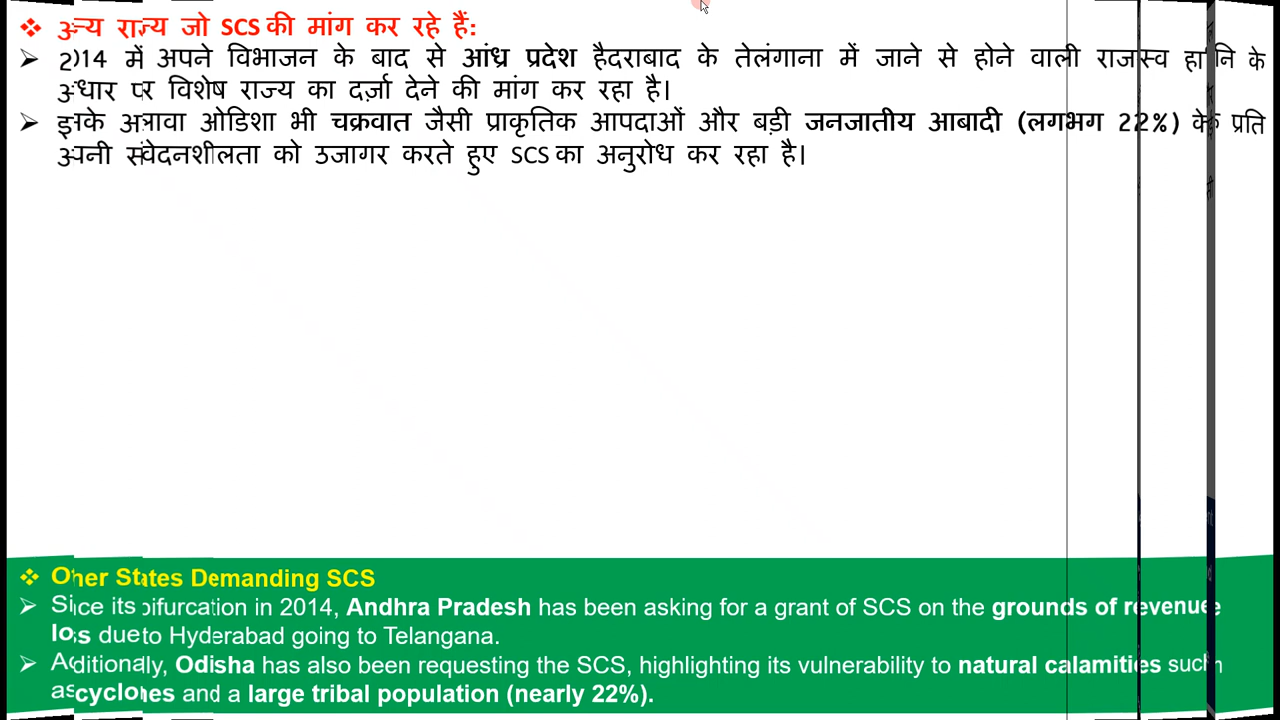 ❖ अन्य राज्य जो SCS की मांग कर रहे हैं:
➢ 2014 में अपने विभाजन के बाद से आंध्र प्रदेश हैदराबाद के तेलंगाना में जाने से होने वाली राजस्व हानि के
आधार पर विशेष राज्य का दर्ज़ा देने की मांग कर रहा है।
➢ इसके अलावा ओडिशा भी चक्रवात जैसी प्राकृतिक आपदाओं और बड़ी जनजातीय आबादी (लगभग 22%) के प्रति
अपनी संवेदनशीलता को उजागर करते हुए SCS का अनुरोध कर रहा है।
❖ Other States Demanding SCS
➢ Since its bifurcation in 2014, Andhra Pradesh has been asking for a grant of SCS on the grounds of revenue
loss due to Hyderabad going to Telangana.
➢ Additionally, Odisha has also been requesting the SCS, highlighting its vulnerability to natural calamities such
as cyclones and a large tribal population (nearly 22%).